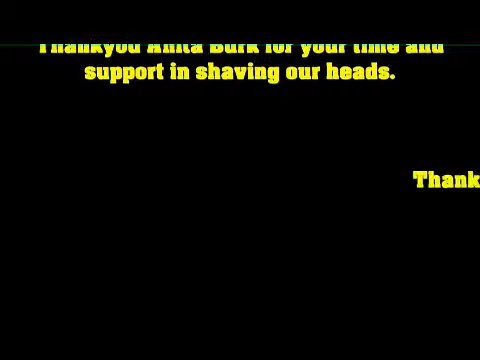 Thankyou Anita Burk for your time and
support in shaving our heads.
Thank